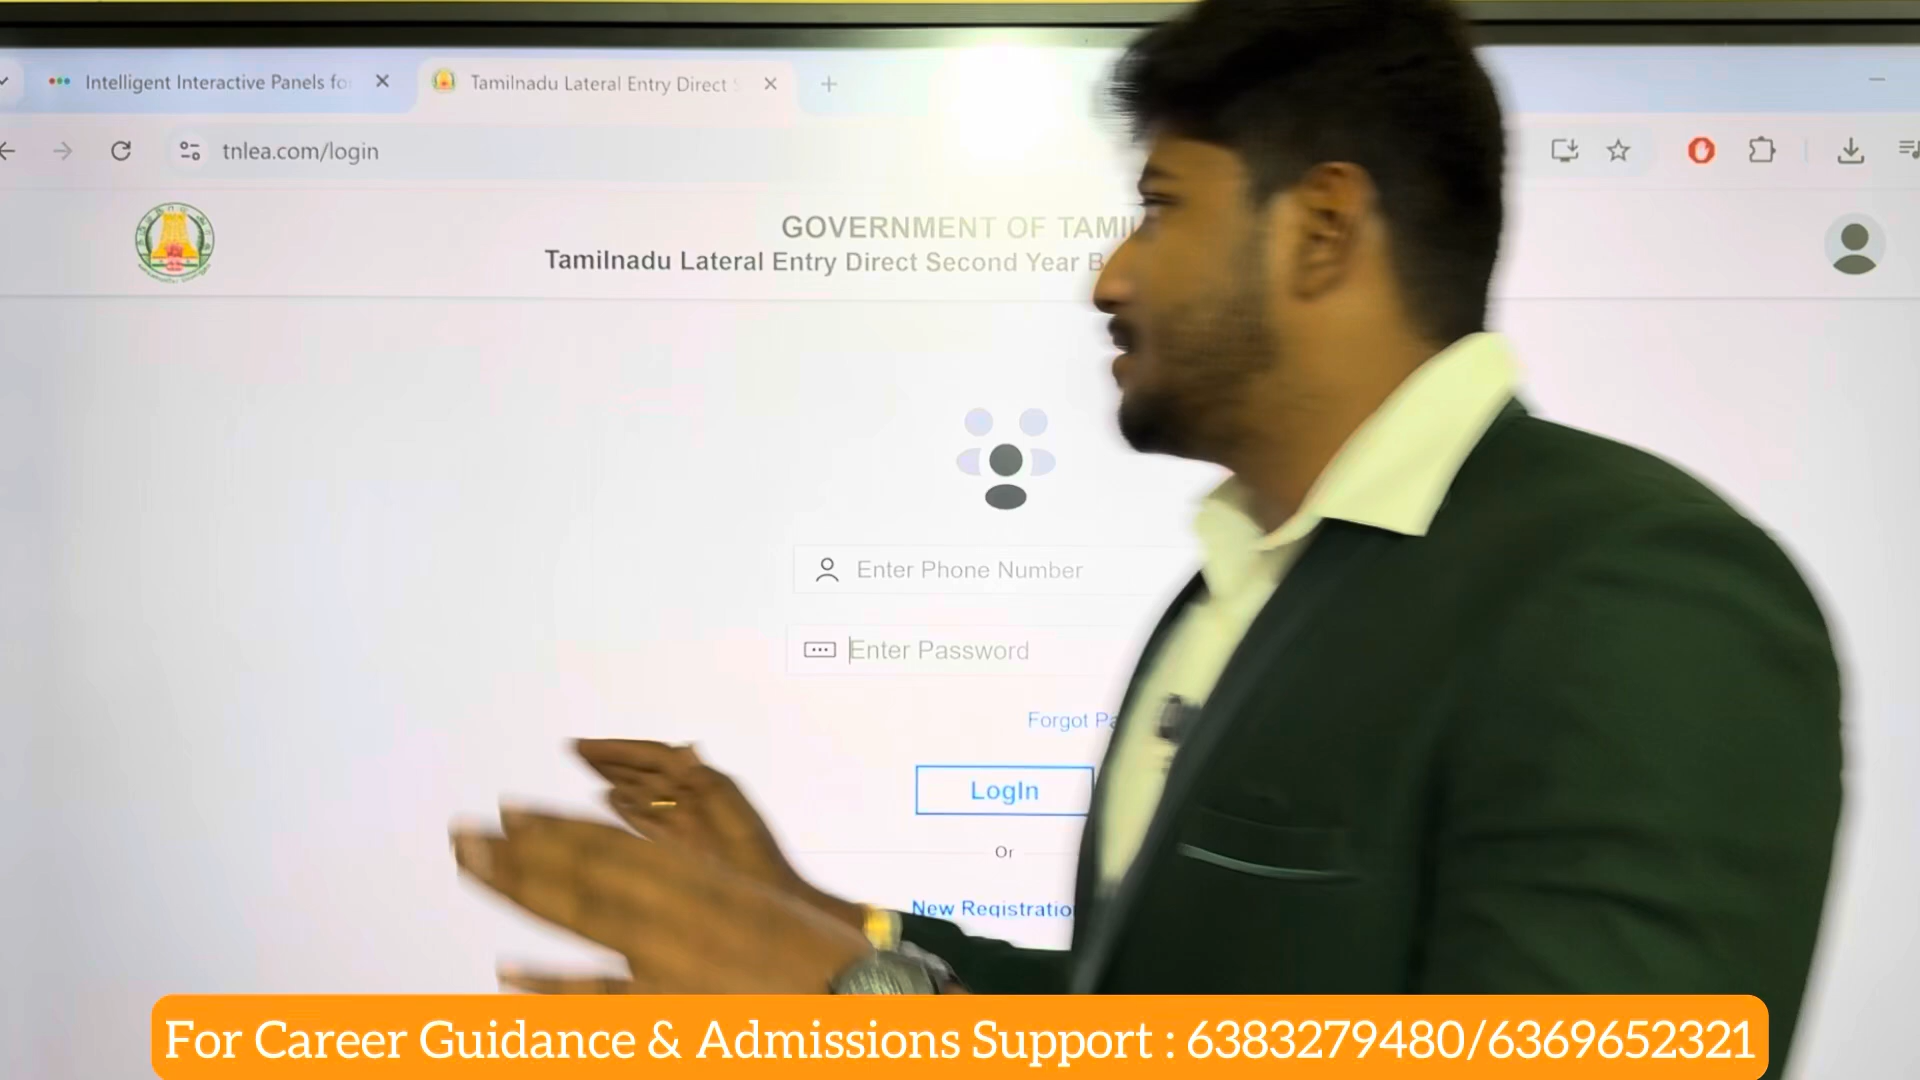 Intelligent Interactive Panels fo
Tamilnadu Lateral Entry Direct
tnlea.com/login
GOVERNMENT OF TAMIL
Tamilnadu Lateral Entry Direct Second Year B
Enter Phone Number
Enter Password
Forgot Pa
LogIn
Or
New Registratio
For Career Guidance & Admissions Support : 6383279480/6369652321